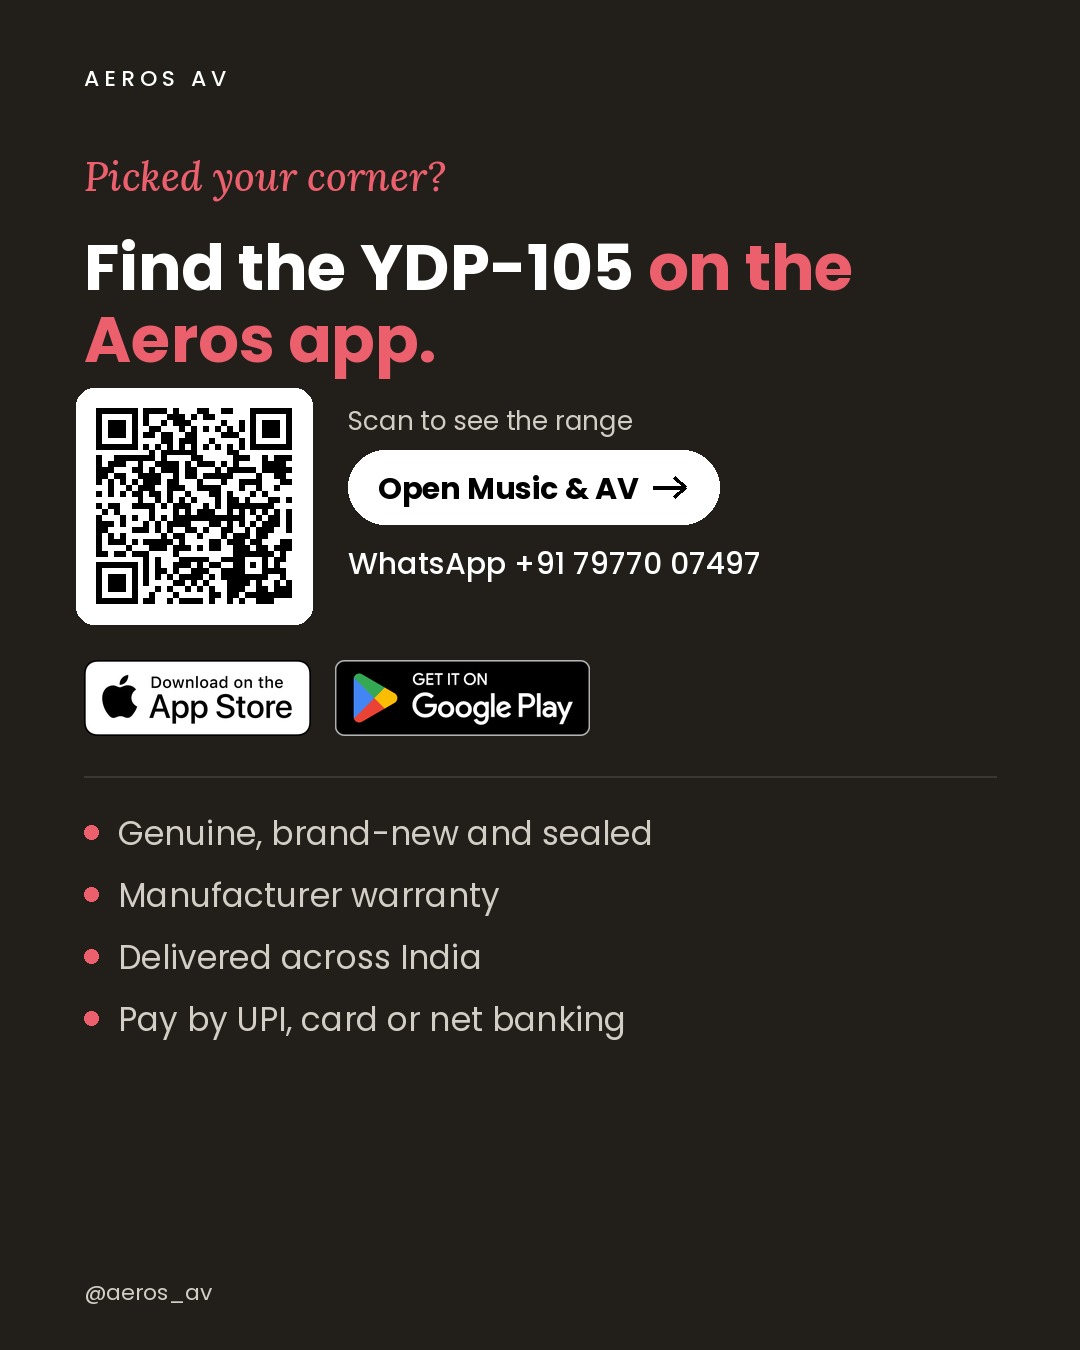 AEROS AV
Picked your corner?
Find the YDP-105 on the
Aeros app.
Scan to see the range
Open Music & AV →
WhatsApp +91 79770 07497
Download on the
App Store
GET IT ON
Google Play
Genuine, brand-new and sealed
Manufacturer warranty
Delivered across India
Pay by UPI, card or net banking
@aeros_av